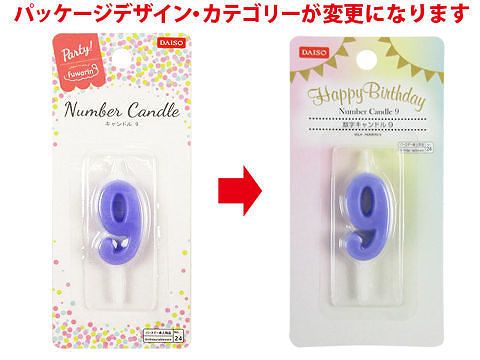 パッケージデザイン・カテゴリーが変更になります
DAISO
Party!
fuwarin
Number Candle
キャンドル 9
24
DAISO
Happy Birthday
Number Candle 9
数字キャンドル 9
24